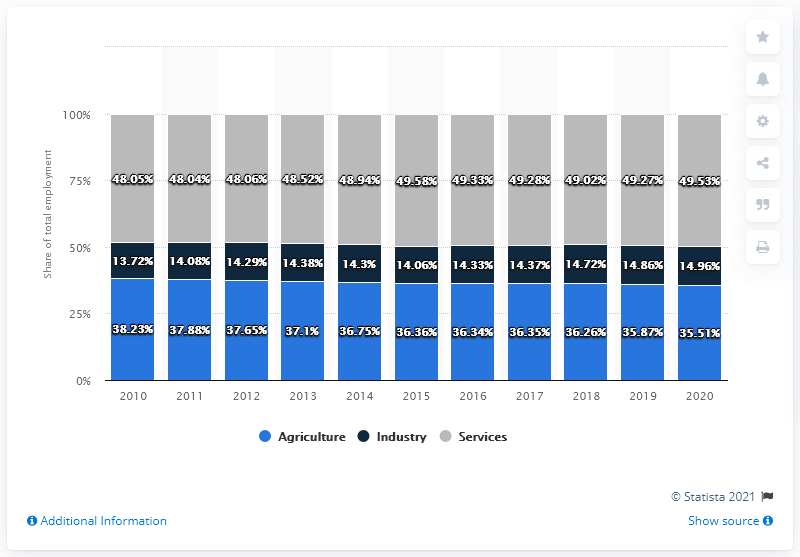 Share of total employment
100%
75%
50%
25%
0%
48.05% 48.04% 48.06% 48.52% 48.94% 49.58% 49.33% 49.28% 49.02% 49.27% 49.53%
13.72% 14.08% 14.29% 14.38% 14.3% 14.06% 14.33% 14.37% 14.72% 14.86% 14.96%
38.23% 37.88% 37.65% 37.1% 36.75% 36.36% 36.34% 36.35% 36.26% 35.87% 35.51%
2010 2011 2012 2013 2014 2015 2016 2017 2018 2019 2020
Agriculture Industry Services
© Statista 2021
Additional Information Show source